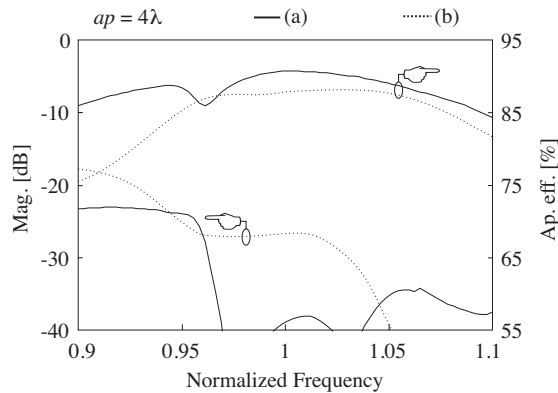 ap = 4λ (a) (b)
0 95
-10 85
-20 75
-30 65
-40 55
0.9 0.95 1 1.05 1.1
Mag. [dB]
Ap. eff. [%]
Normalized Frequency